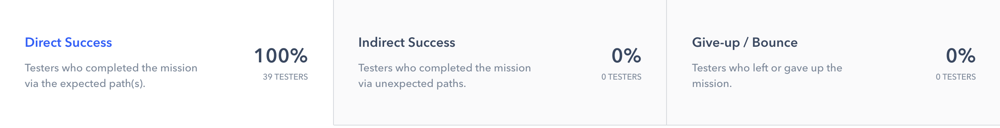 Direct Success
100%
Testers who completed the mission
39 TESTERS
via the expected path(s).
Indirect Success
0%
Testers who completed the mission
0 TESTERS
via unexpected paths.
Give-up / Bounce
0%
Testers who left or gave up the
0 TESTERS
mission.